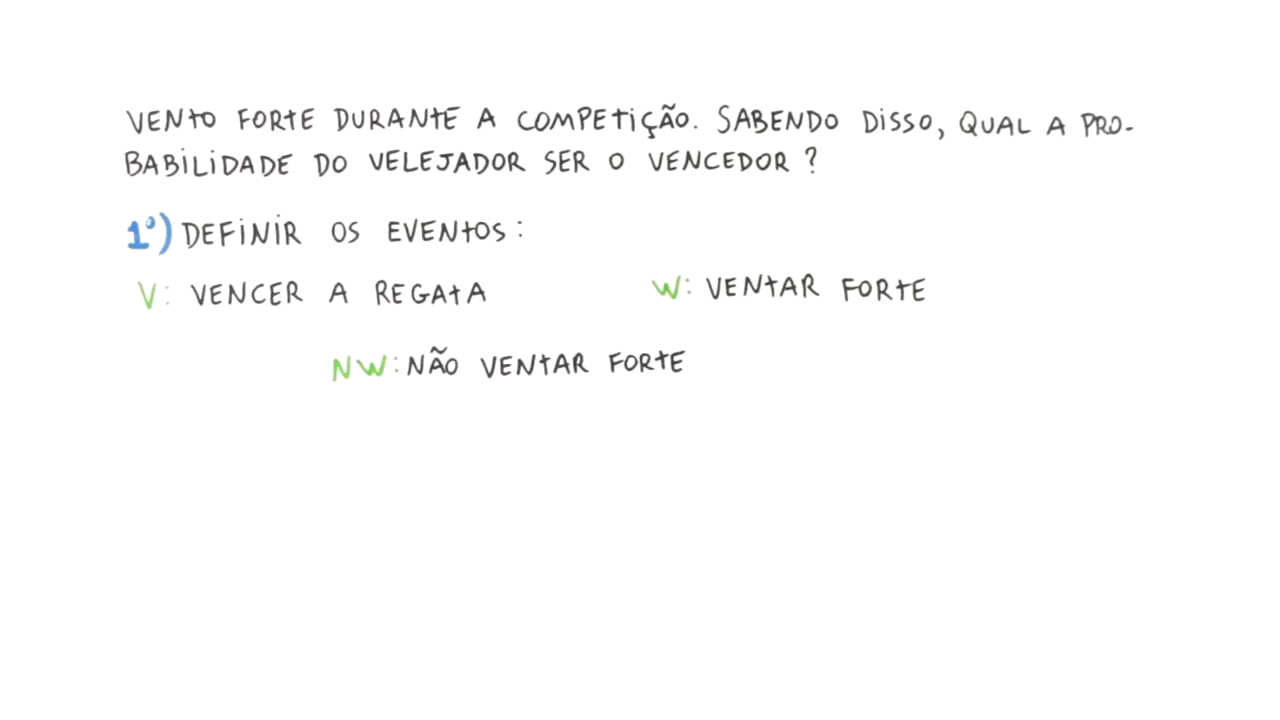 VENTO FORTE DURANTE A COMPETIÇÃO. SABENDO DISSO, QUAL A PRO-
BABILIDADE DO VELEJADOR SER O VENCEDOR ?
1º) DEFINIR OS EVENTOS:
V: VENCER A REGATA W: VENTAR FORTE
NW: NÃO VENTAR FORTE